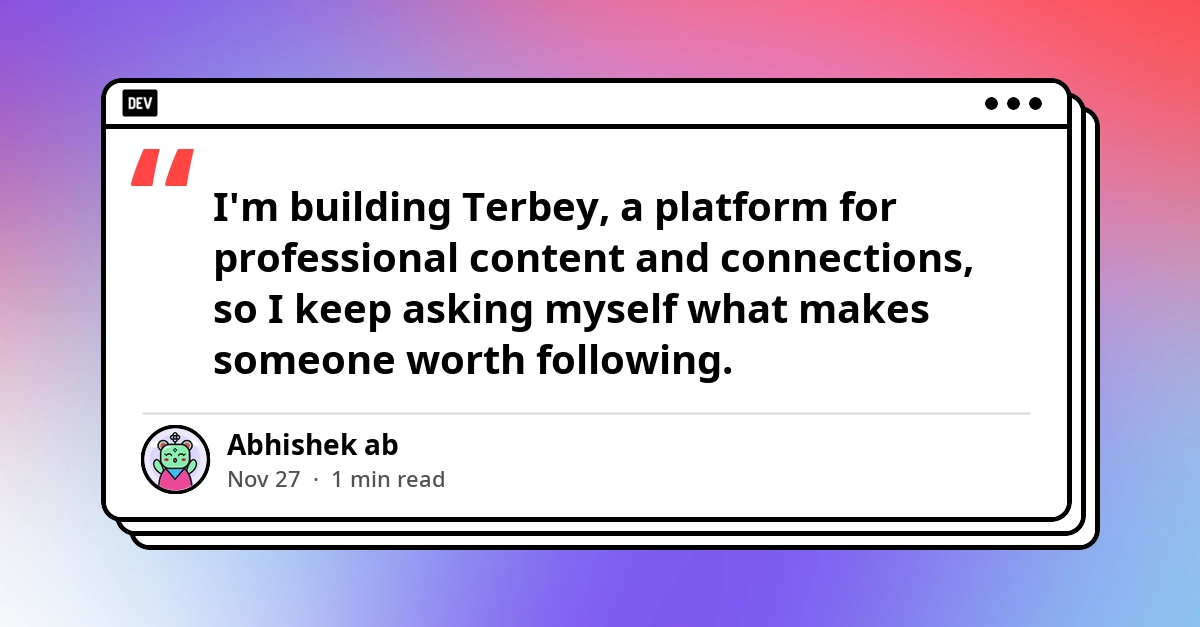 DEV
I'm building Terbey, a platform for
professional content and connections,
so I keep asking myself what makes
someone worth following.
Abhishek ab
Nov 27 · 1 min read